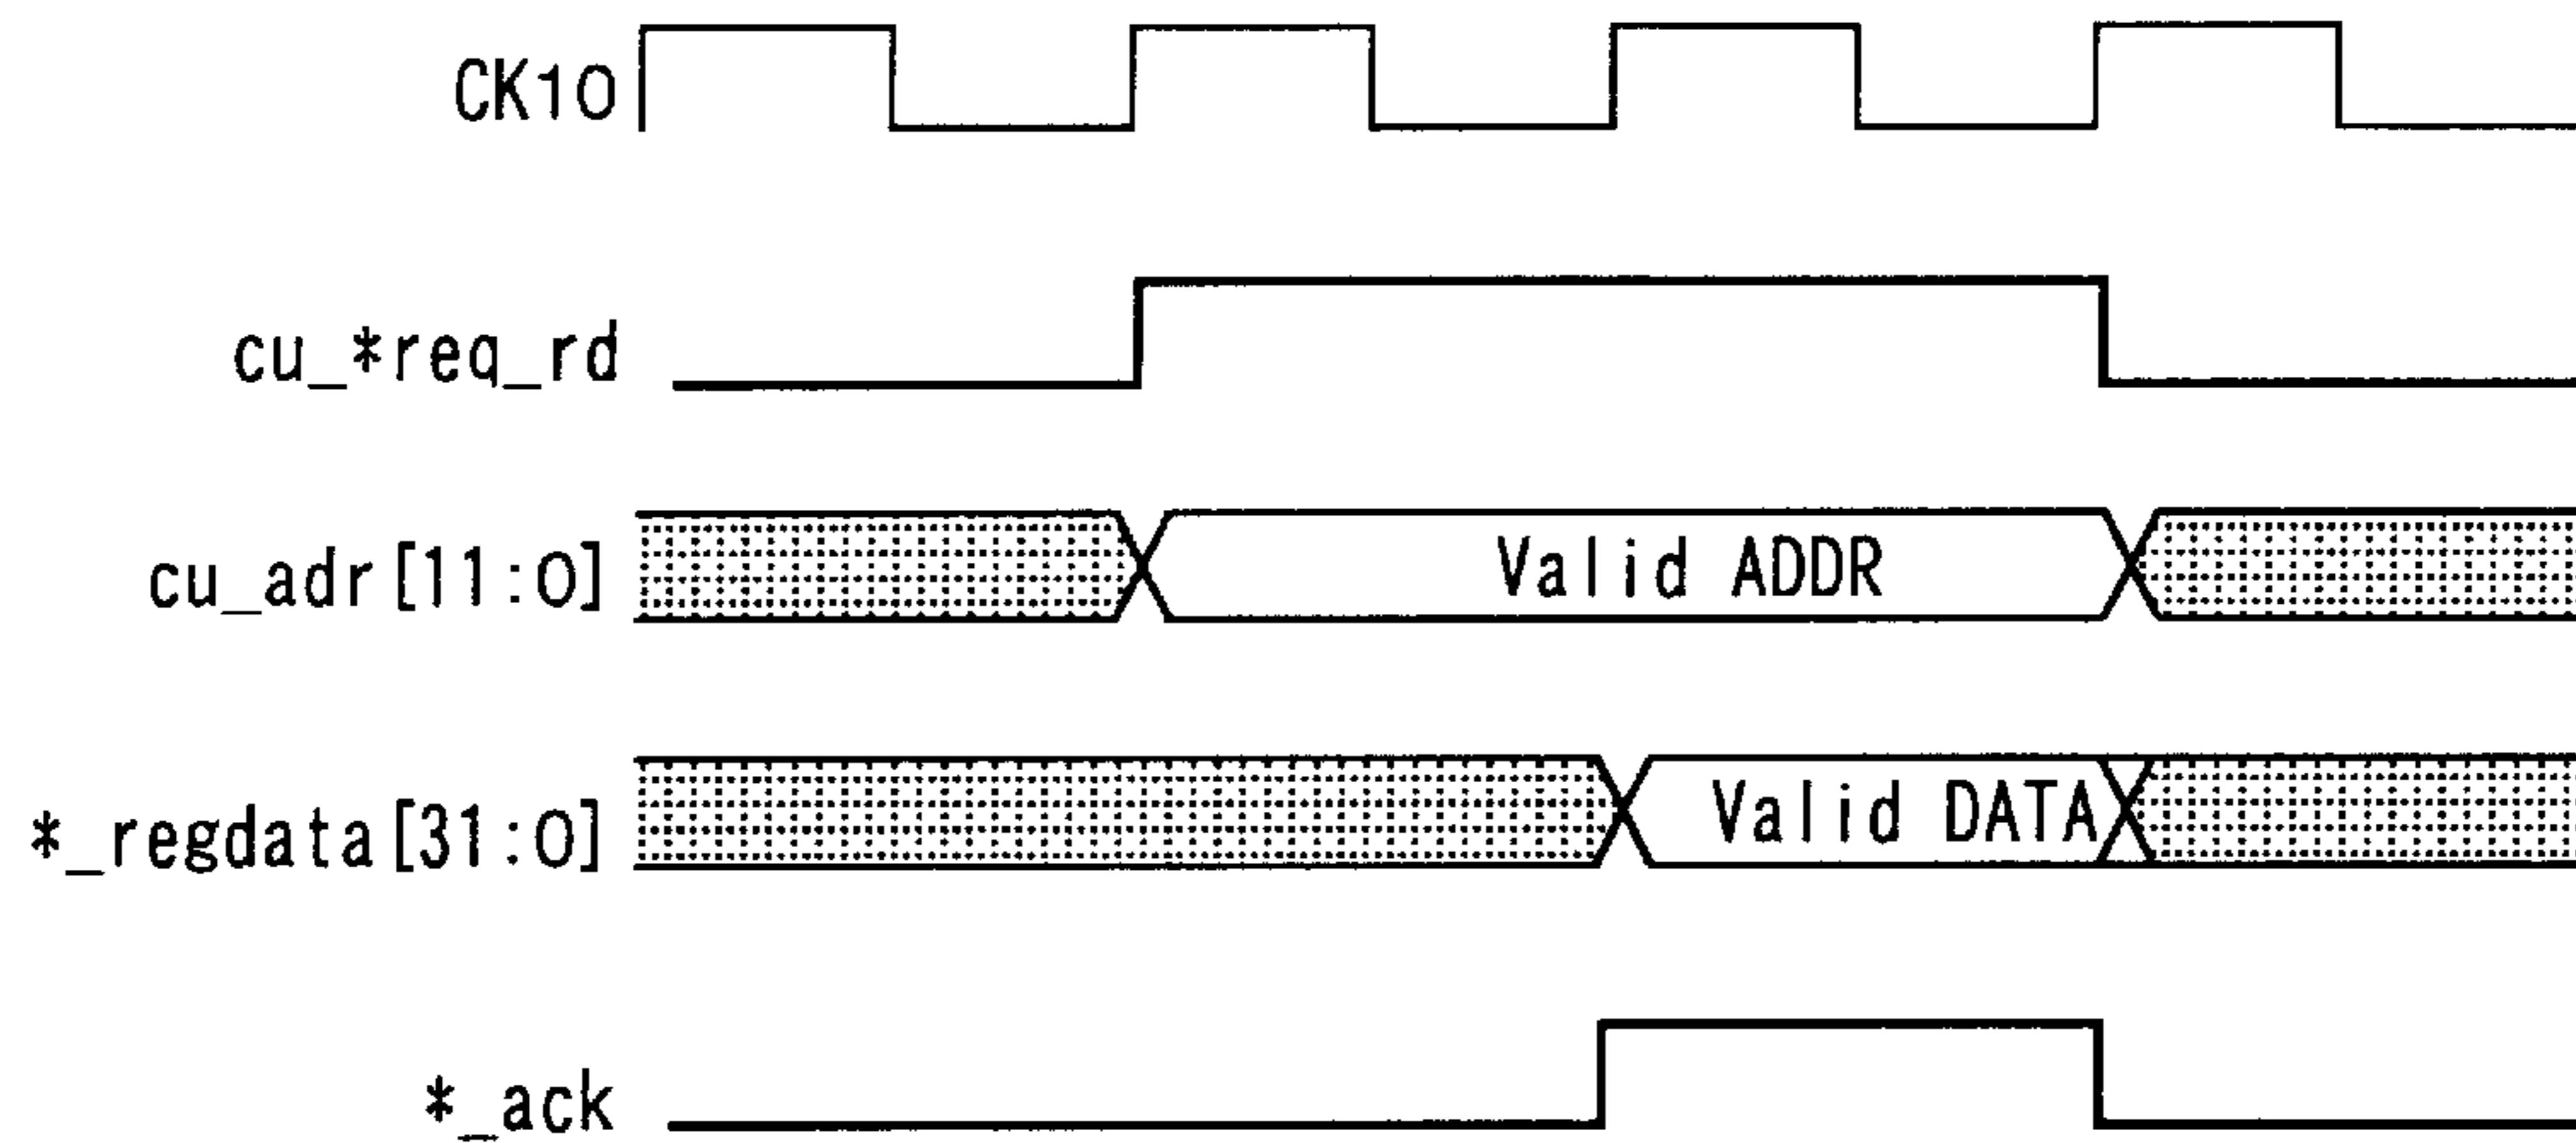 CK10
cu_*req_rd
cu_adr[11:0]
Valid ADDR
*_regdata[31:0]
Valid DATA
*_ack